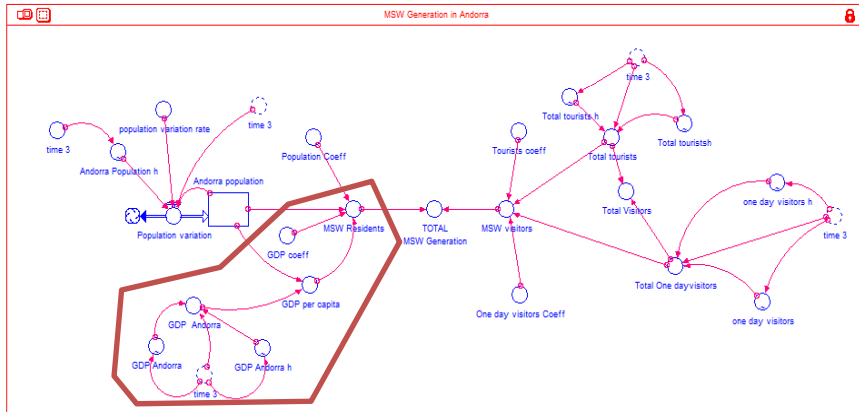 MSW Generation in Andorra
time 3
Total tourists h
population variation rate
time 3
time 3
Population Coeff
Tourists coeff
Total tourists
Total touristsh
Andorra Population h
Andorra population
one day visitors h
Total Visitors
Population variation
MSW Residents
TOTAL
MSW Generation
MSW visitors
time 3
GDP coeff
Total One dayvisitors
GDP per capita
One day visitors Coeff
one day visitors
GDP Andorra
GDP Andorra
GDP Andorra h
time 3